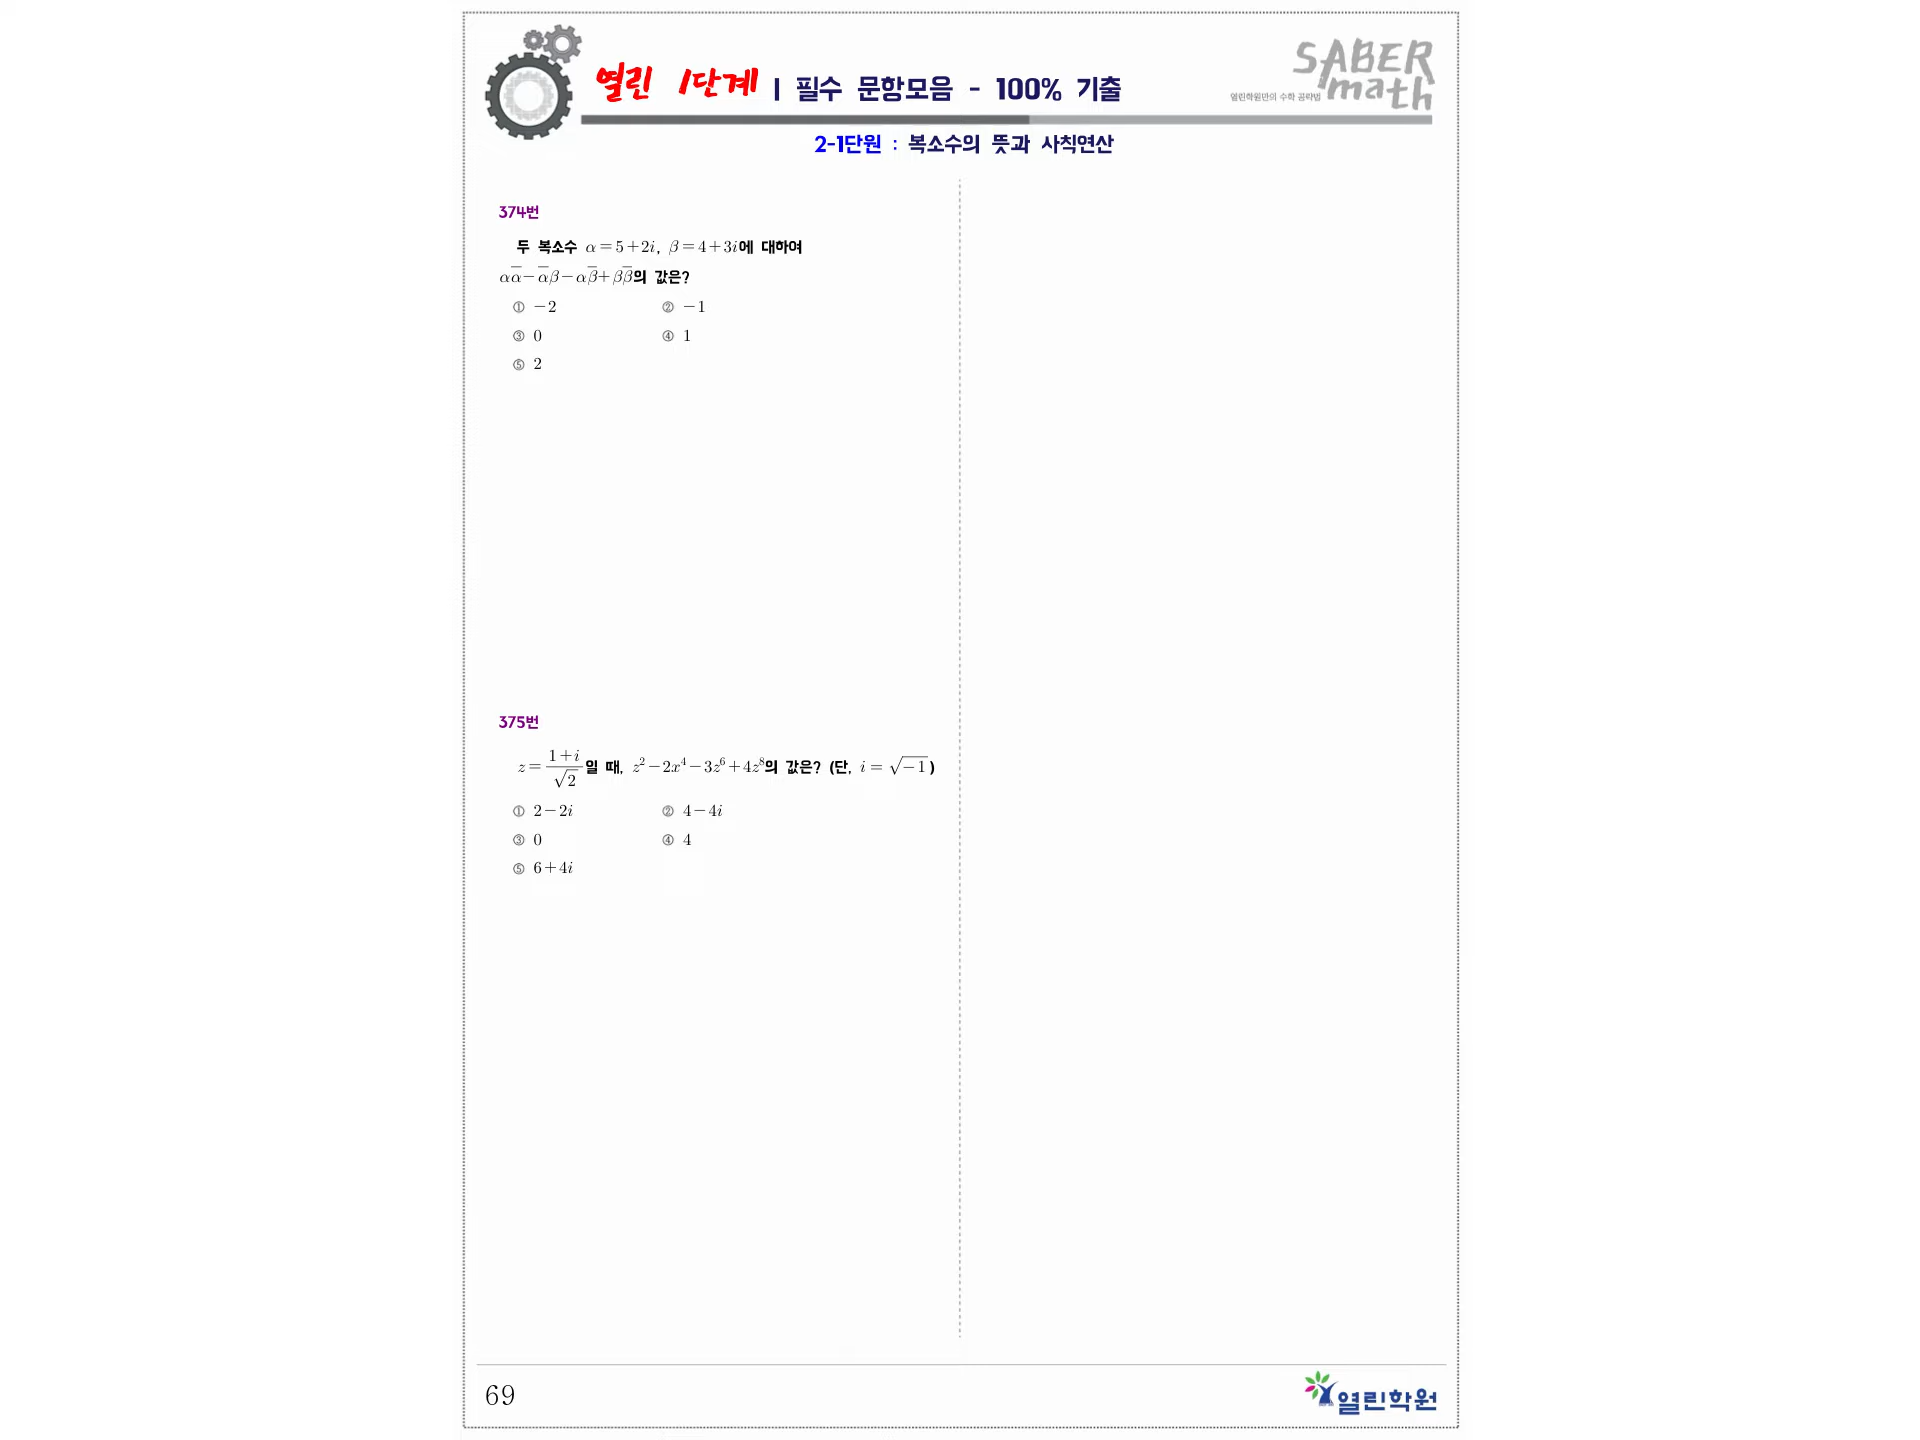 열린 1단계 | 필수 문항모음 - 100% 기출
SABER
math
열린학원만의 수학 공략법
2-1단원 : 복소수의 뜻과 사칙연산
374번
두 복소수 α=5+2i, β=4+3i에 대하여
αα̅-α̅β-αβ̅+ββ̅의 값은?
① -2 ② -1
③ 0 ④ 1
⑤ 2
375번
z=(1+i)/√2일 때, z²-2x⁴-3z⁶+4z⁸의 값은? (단, i=√-1)
① 2-2i ② 4-4i
③ 0 ④ 4
⑤ 6+4i
69
열린학원